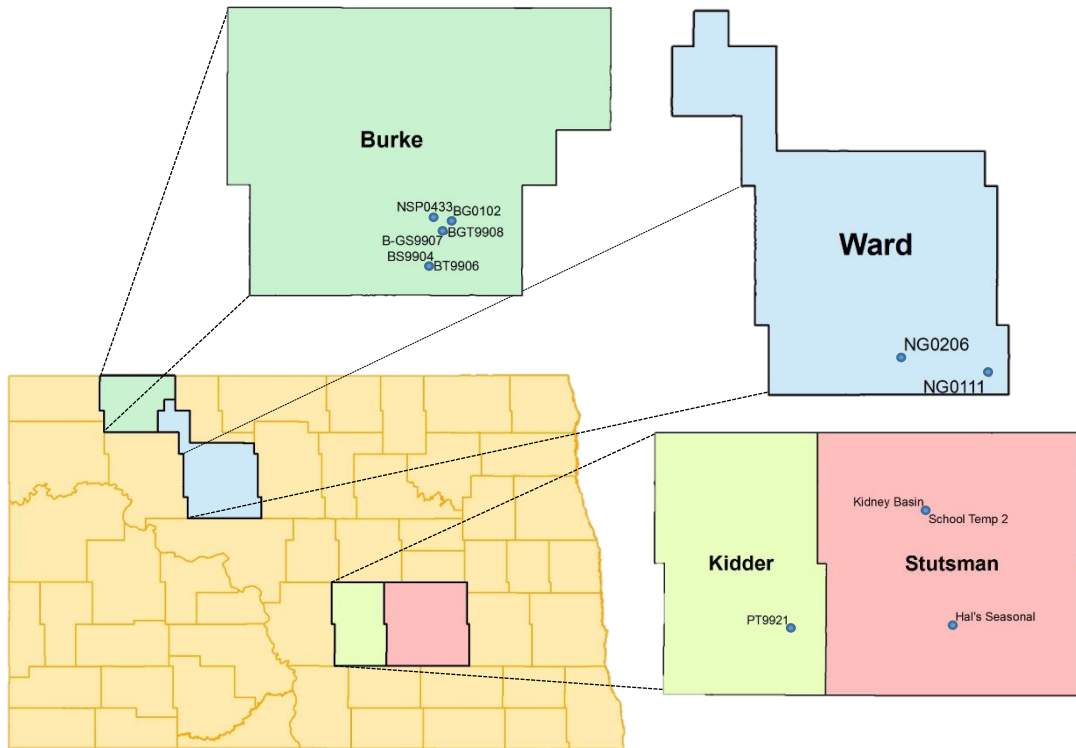 Burke
NSP0433
BG0102
B-GS9907
BGT9908
BS9904
BT9906
Ward
NG0206
NG0111
Kidney Basin
School Temp 2
Kidder
Stutsman
PT9921
Hal's Seasonal